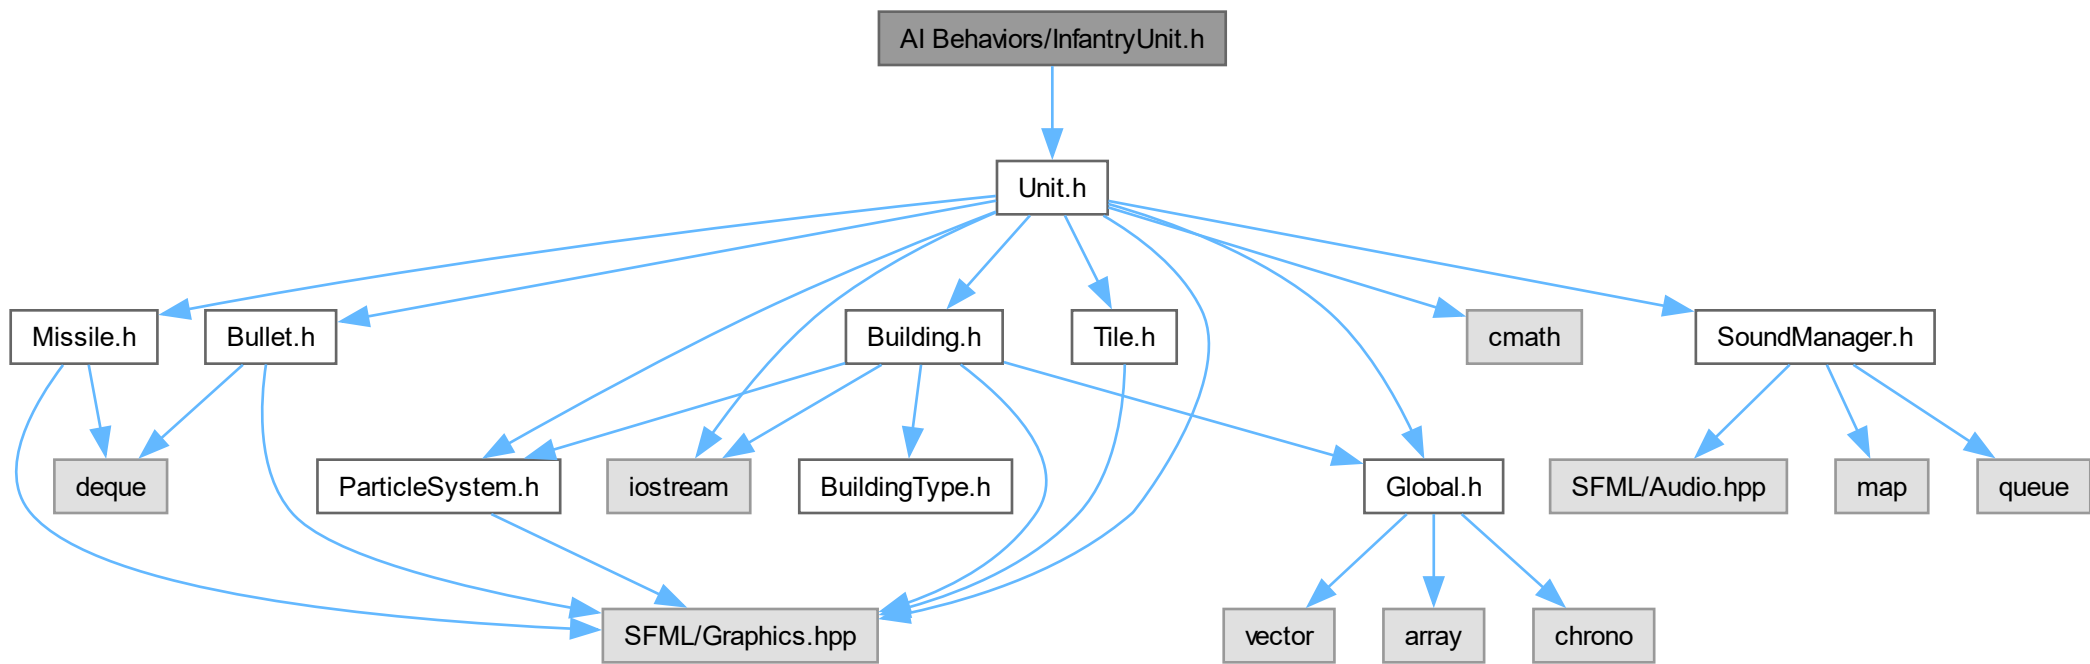 AI Behaviors/InfantryUnit.h
Unit.h
Missile.h
Bullet.h
Building.h
Tile.h
cmath
SoundManager.h
deque
ParticleSystem.h
iostream
BuildingType.h
Global.h
SFML/Audio.hpp
map
queue
SFML/Graphics.hpp
vector
array
chrono